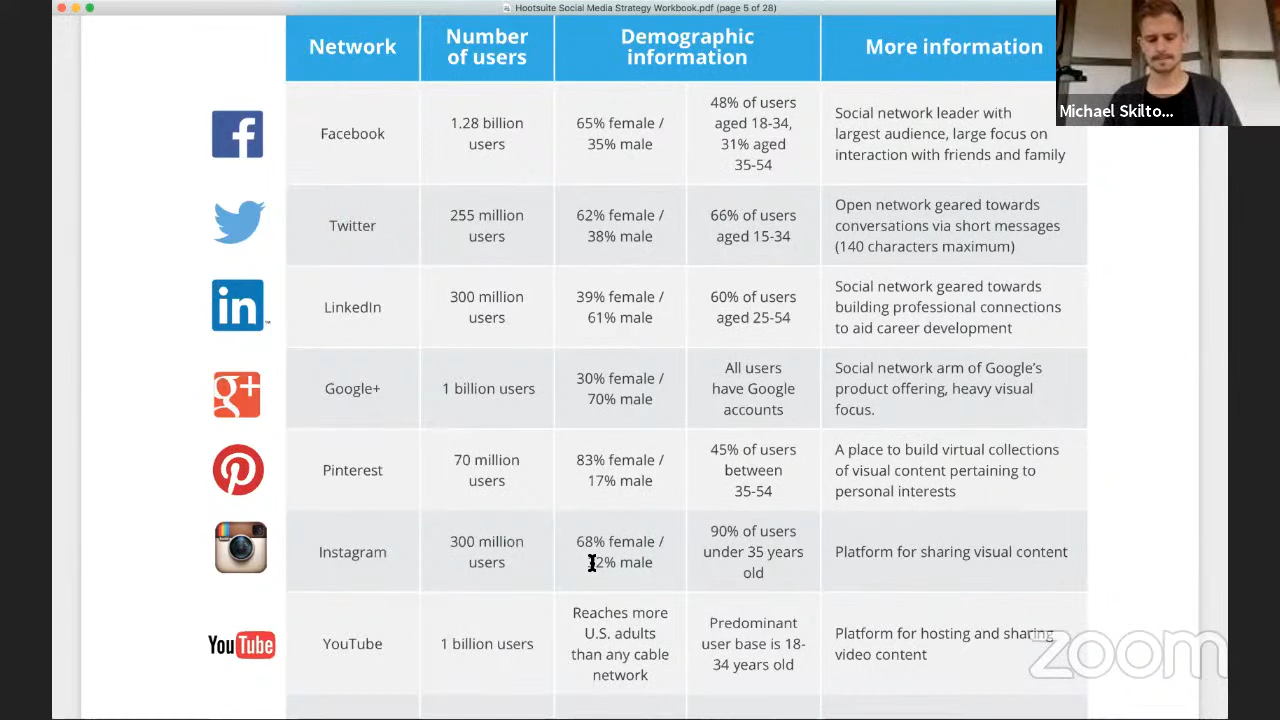 Hootsuite Social Media Strategy Workbook.pdf (page 5 of 28)
Network
Number
of users
Demographic
information
More information
Michael Skilto...
Facebook
1.28 billion
users
65% female /
35% male
48% of users
aged 18-34,
31% aged
35-54
Social network leader with
largest audience, large focus on
interaction with friends and family
Twitter
255 million
users
62% female /
38% male
66% of users
aged 15-34
Open network geared towards
conversations via short messages
(140 characters maximum)
in
LinkedIn
300 million
users
39% female /
61% male
60% of users
aged 25-54
Social network geared towards
building professional connections
to aid career development
g+
Google+
1 billion users
30% female /
70% male
All users
have Google
accounts
Social network arm of Google's
product offering, heavy visual
focus.
Pinterest
70 million
users
83% female /
17% male
45% of users
between
35-54
A place to build virtual collections
of visual content pertaining to
personal interests
Instagram
300 million
users
68% female /
male
90% of users
under 35 years
old
Platform for sharing visual content
YouTube
YouTube
1 billion users
Reaches more
U.S. adults
than any cable
network
Predominant
user base is 18-
34 years old
Platform for hosting and sharing
video content
zoom